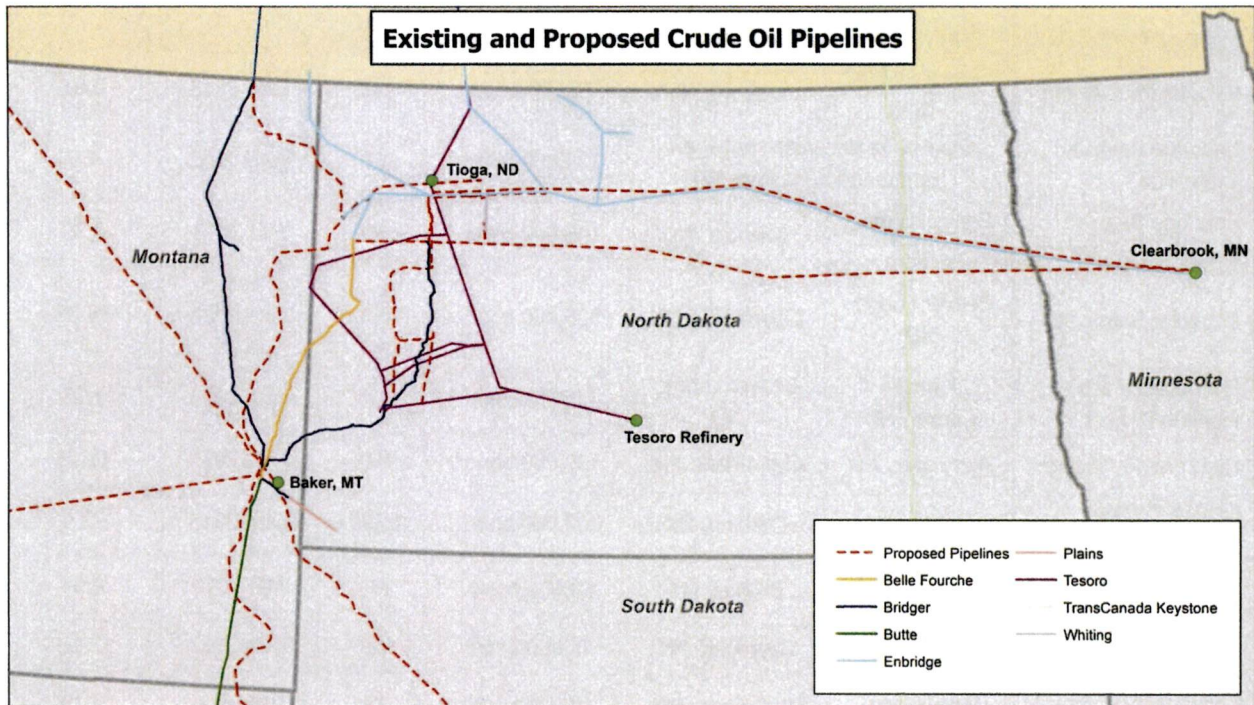 Existing and Proposed Crude Oil Pipelines
Tioga, ND
Montana
Clearbrook, MN
North Dakota
Minnesota
Tesoro Refinery
Baker, MT
South Dakota
Proposed Pipelines
Belle Fourche
Bridger
Butte
Enbridge
Plains
Tesoro
TransCanada Keystone
Whiting